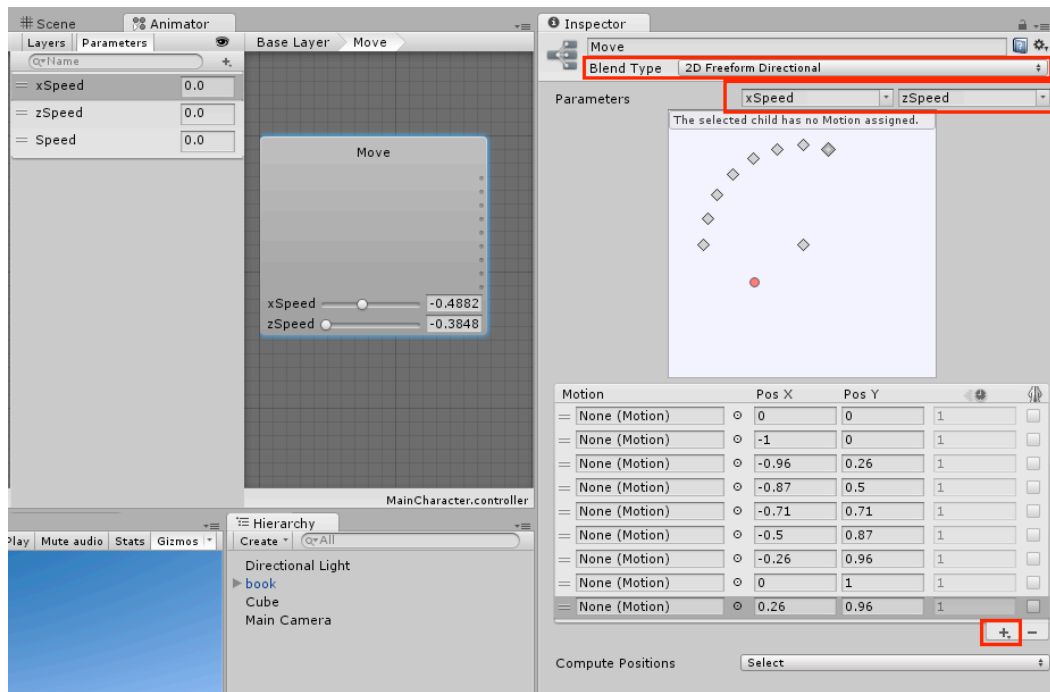 Scene Animator
Layers Parameters
Name
xSpeed 0.0
zSpeed 0.0
Speed 0.0
Base Layer Move
Move
xSpeed -0.4882
zSpeed -0.3848
MainCharacter.controller
Play Mute audio Stats Gizmos
Hierarchy
Create All
Directional Light
book
Cube
Main Camera
Inspector
Move
Blend Type 2D Freeform Directional
Parameters xSpeed zSpeed
The selected child has no Motion assigned.
Motion Pos X Pos Y
None (Motion) 0 0 1
None (Motion) -1 0 1
None (Motion) -0.96 0.26 1
None (Motion) -0.87 0.5 1
None (Motion) -0.71 0.71 1
None (Motion) -0.5 0.87 1
None (Motion) -0.26 0.96 1
None (Motion) 0 1 1
None (Motion) 0.26 0.96 1
Compute Positions Select